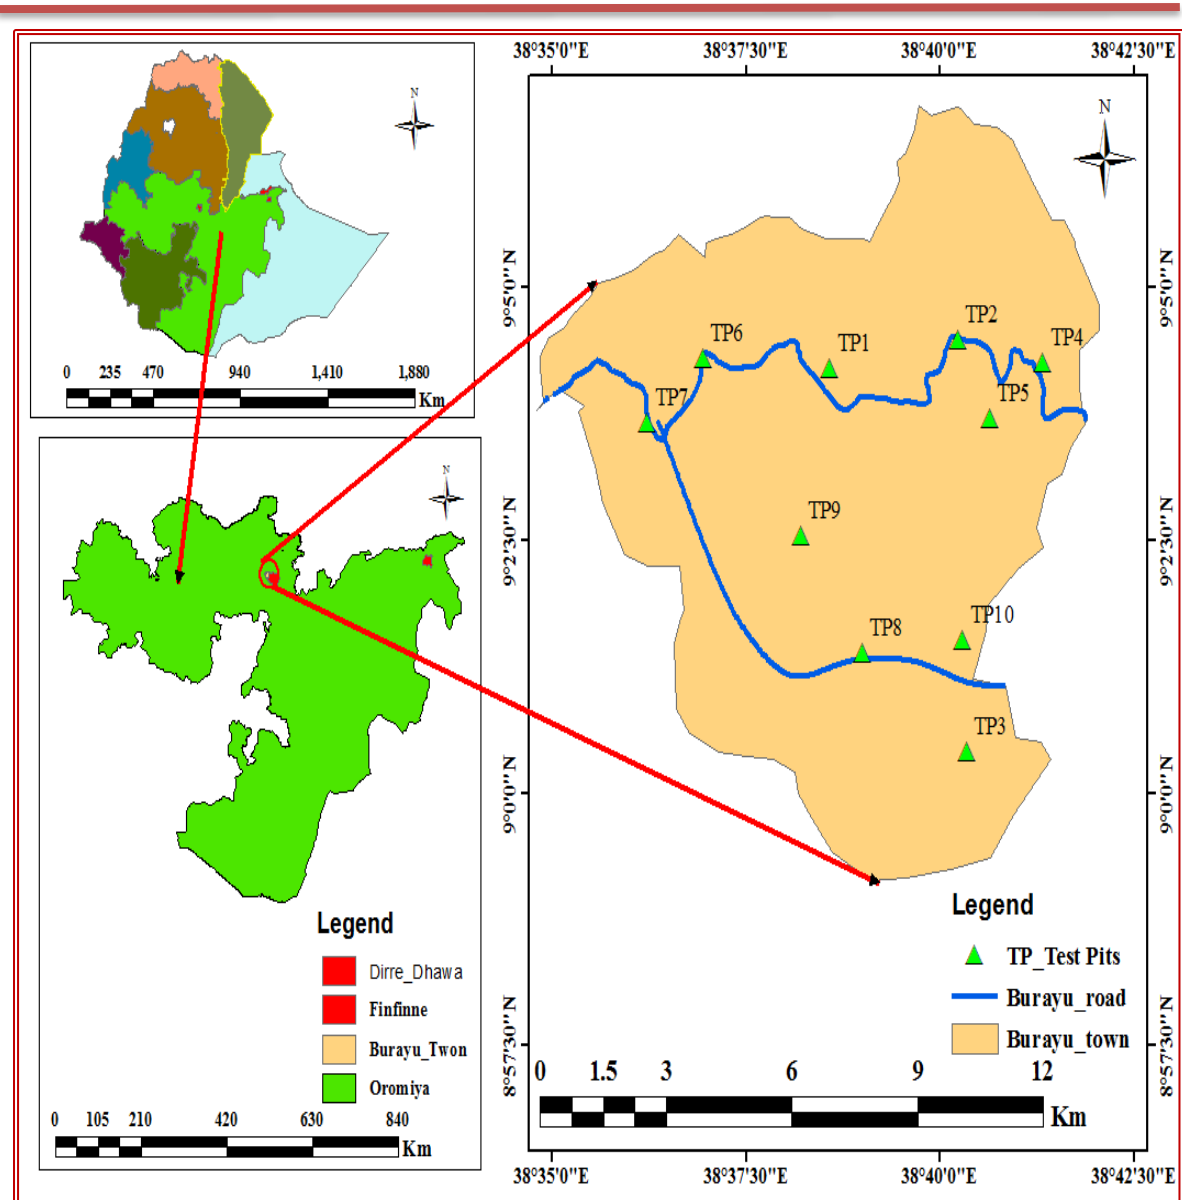 N
0 235 470 940 1,410 1,880
Km
N
Legend
Dirre_Dhawa
Finfinne
Burayu_Twon
Oromiya
0 105 210 420 630 840
Km
38°35'0"E 38°37'30"E 38°40'0"E 38°42'30"E
N
9°5'0"N 9°5'0"N
TP2
TP6 TP1 TP4
TP7 TP5
TP9
9°2'30"N 9°2'30"N
TP10
TP8
TP3
9°0'0"N 9°0'0"N
Legend
TP_Test Pits
Burayu_road
Burayu_town
8°57'30"N 8°57'30"N
0 1.5 3 6 9 12
Km
38°35'0"E 38°37'30"E 38°40'0"E 38°42'30"E